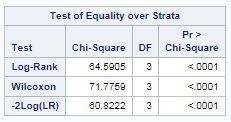 Test of Equality over Strata
Test Chi-Square DF Pr > Chi-Square
Log-Rank 64.5905 3 <.0001
Wilcoxon 71.7759 3 <.0001
-2Log(LR) 60.8222 3 <.0001